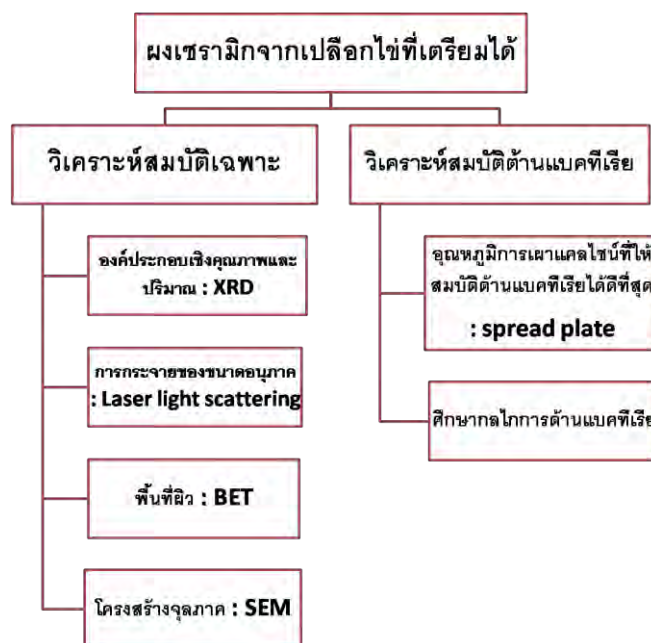 ผงเซรามิกจากเปลือกไข่ที่เตรียมได้
วิเคราะห์สมบัติเฉพาะ
องค์ประกอบเชิงคุณภาพและ
ปริมาณ : XRD
การกระจายของขนาดอนุภาค
: Laser light scattering
พื้นที่ผิว : BET
โครงสร้างจุลภาค : SEM
วิเคราะห์สมบัติต้านแบคทีเรีย
อุณหภูมิการเผาแคลไซน์ที่ให้
สมบัติต้านแบคทีเรียได้ดีที่สุด
: spread plate
ศึกษากลไกการต้านแบคทีเรีย